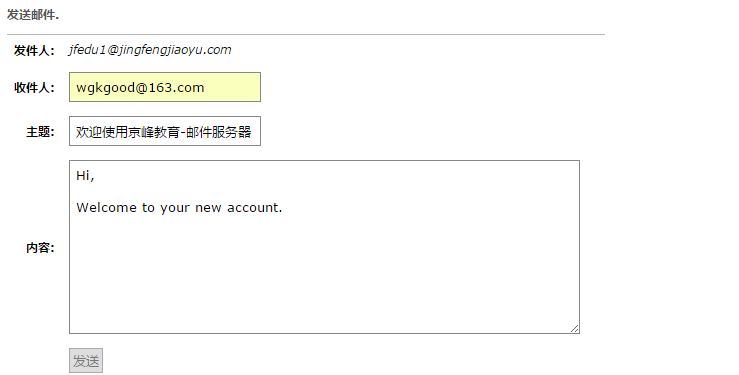 发送邮件.
发件人: jfedu1@jingfengjiaoyu.com
收件人: wgkgood@163.com
主题: 欢迎使用京峰教育-邮件服务器
Hi,
Welcome to your new account.
内容:
发送